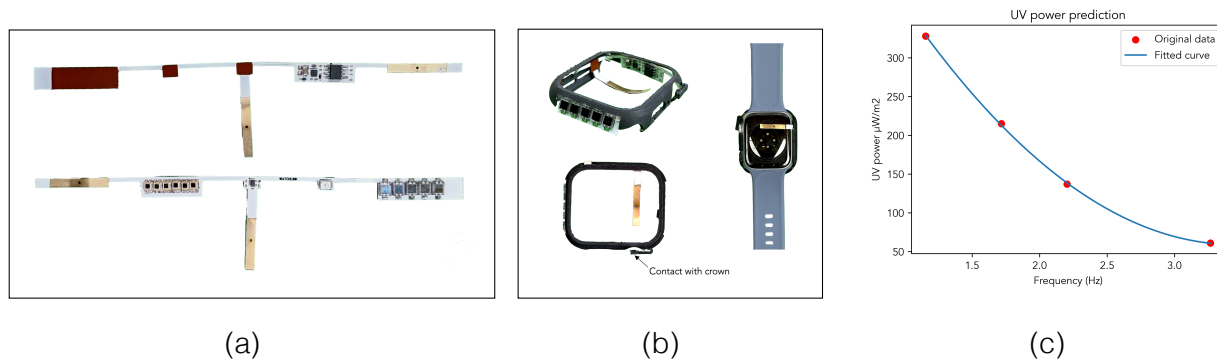 WATCHLINK
Contact with crown
UV power prediction
Original data
Fitted curve
UV power µW/m2
300
250
200
150
100
50
1.5
2.0
2.5
3.0
Frequency (Hz)
(a)
(b)
(c)